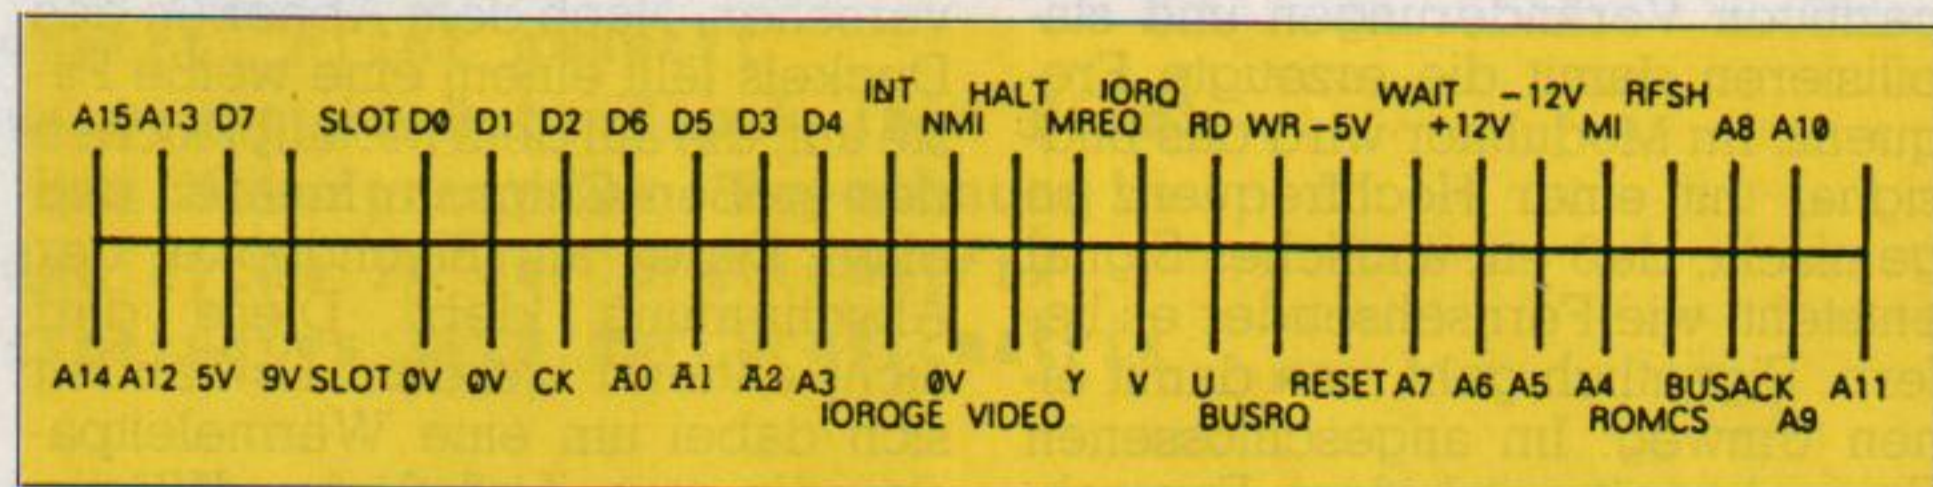 INT HALT IORQ WAIT -12V RFSH
A15 A13 D7 SLOT D0 D1 D2 D6 D5 D3 D4 NMI MREQ RD WR -5V +12V MI A8 A10
A14 A12 5V 9V SLOT 0V 0V CK A0 A1 A2 A3 0V Y V U RESET A7 A6 A5 A4 BUSACK A11
IORQGE VIDEO BUSRQ ROMCS A9